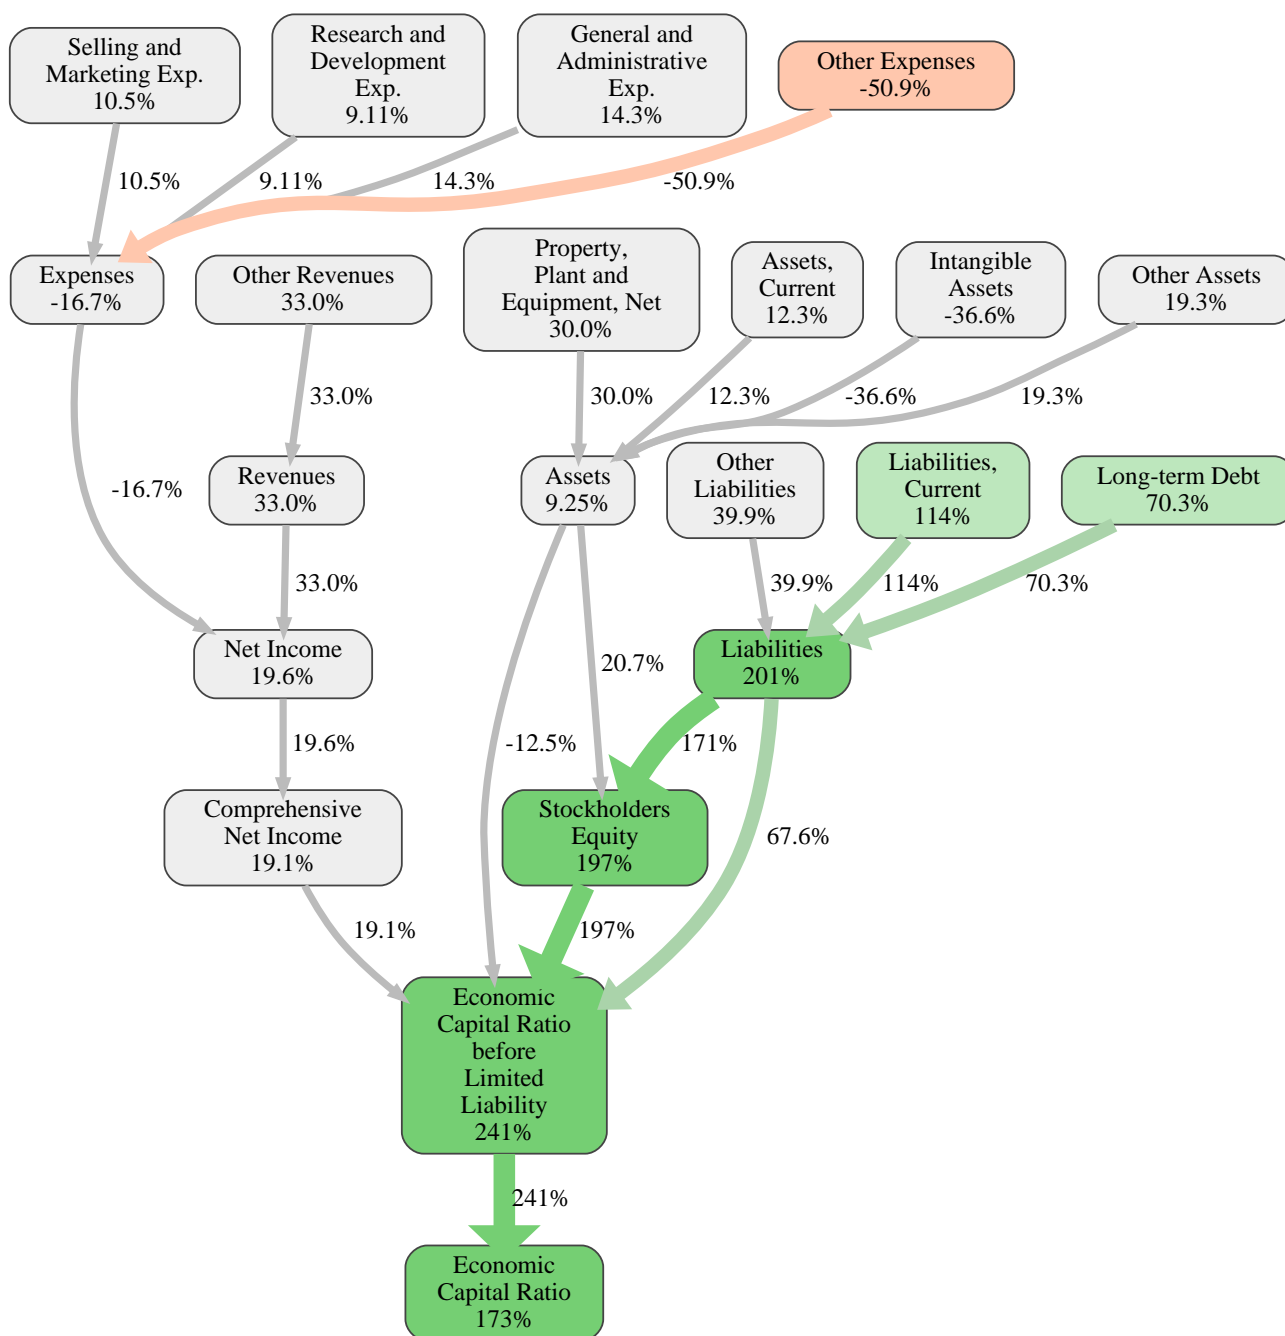 Selling and
Marketing Exp.
10.5%
Research and
Development
Exp.
9.11%
General and
Administrative
Exp.
14.3%
Other Expenses
-50.9%
10.5%
9.11%
14.3%
-50.9%
Expenses
-16.7%
Other Revenues
33.0%
Property,
Plant and
Equipment, Net
30.0%
Assets,
Current
12.3%
Intangible
Assets
-36.6%
Other Assets
19.3%
33.0%
30.0%
12.3%
-36.6%
19.3%
-16.7%
Revenues
33.0%
Assets
9.25%
Other
Liabilities
39.9%
Liabilities,
Current
114%
Long-term Debt
70.3%
33.0%
39.9%
114%
70.3%
Net Income
19.6%
20.7%
Liabilities
201%
19.6%
-12.5%
171%
Comprehensive
Net Income
19.1%
Stockholders
Equity
197%
67.6%
19.1%
197%
Economic
Capital Ratio
before
Limited
Liability
241%
241%
Economic
Capital Ratio
173%